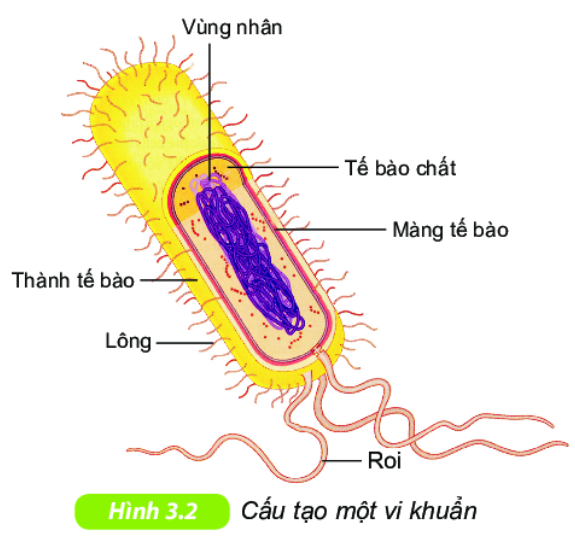 Vùng nhân
Tế bào chất
Màng tế bào
Thành tế bào
Lông
Roi
Hình 3.2 Cấu tạo một vi khuẩn